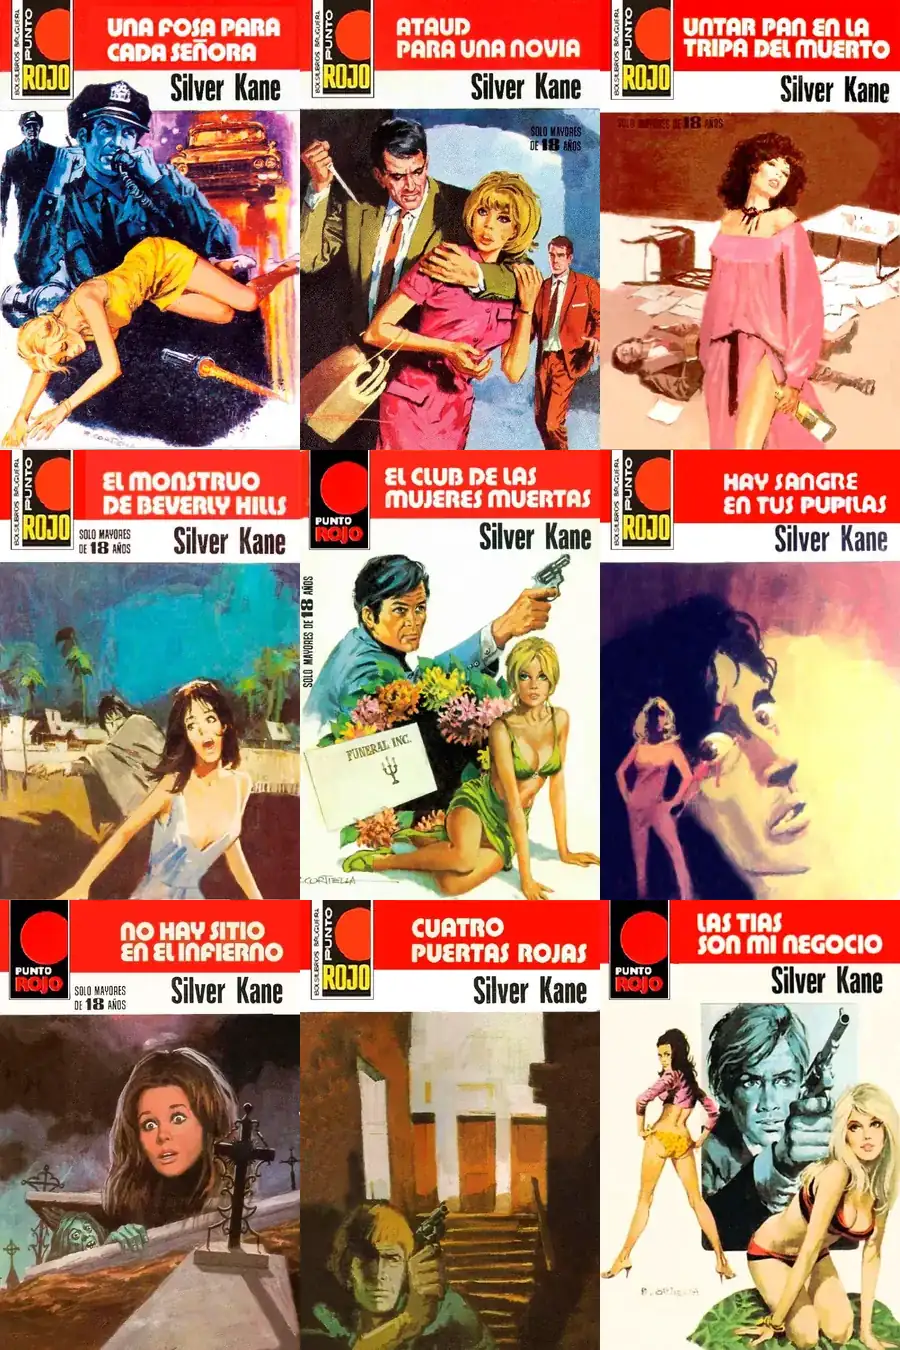 BOLSILIBROS BRUGUERA
PUNTO
ROJO
UNA FOSA PARA
CADA SEÑORA
Silver Kane
BOLSILIBROS BRUGUERA
PUNTO
ROJO
ATAUD
PARA UNA NOVIA
Silver Kane
SOLO MAYORES
DE 18 AÑOS
BOLSILIBROS BRUGUERA
PUNTO
ROJO
UNTAR PAN EN LA
TRIPA DEL MUERTO
Silver Kane
SOLO MAYORES DE 18 AÑOS
BOLSILIBROS BRUGUERA
PUNTO
ROJO
EL MONSTRUO
DE BEVERLY HILLS
SOLO MAYORES
DE 18 AÑOS
Silver Kane
PUNTO
ROJO
EL CLUB DE LAS
MUJERES MUERTAS
Silver Kane
SOLO MAYORES DE 18 AÑOS
FUNERAL INC.
BOLSILIBROS BRUGUERA
PUNTO
ROJO
HAY SANGRE
EN TUS PUPILAS
Silver Kane
PUNTO
ROJO
NO HAY SITIO
EN EL INFIERNO
SOLO MAYORES
DE 18 AÑOS
Silver Kane
BOLSILIBROS BRUGUERA
PUNTO
ROJO
CUATRO
PUERTAS ROJAS
Silver Kane
PUNTO
ROJO
LAS TIAS
SON MI NEGOCIO
Silver Kane